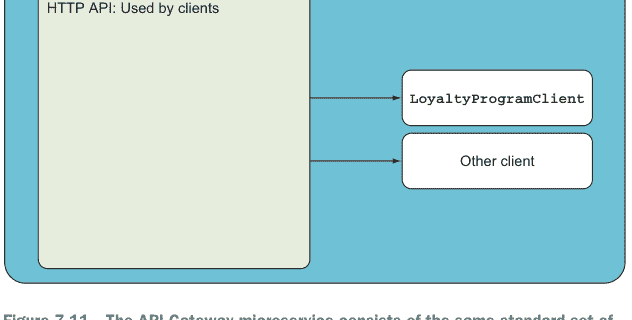 HTTP API: Used by clients
LoyaltyProgramClient
Other client
Figure 7.11 The API Gateway microservice consists of the same standard set of